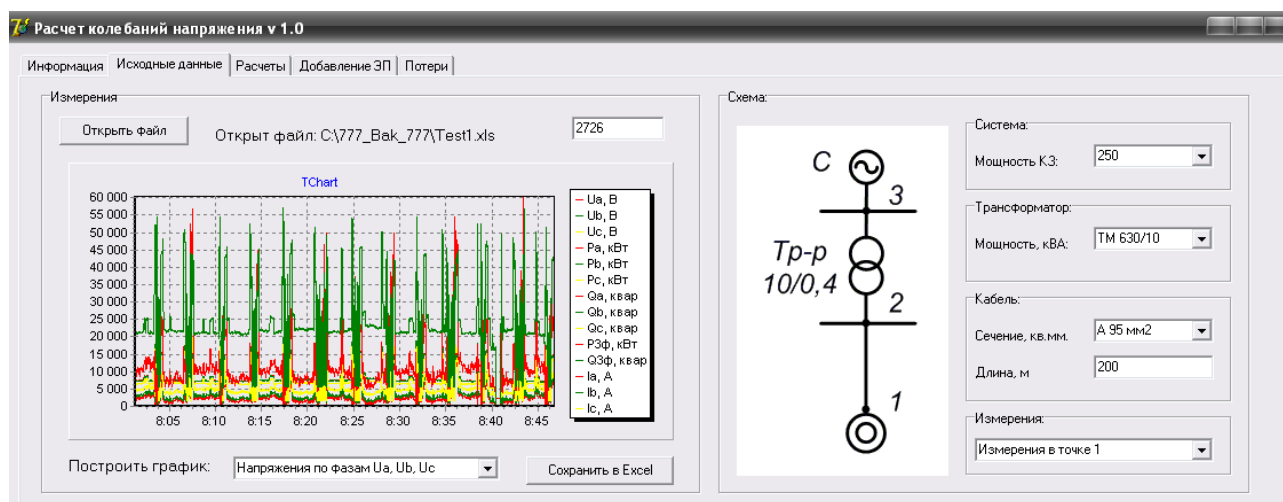 Расчет колебаний напряжения v 1.0
Информация Исходные данные Расчеты Добавление ЭП Потери
Измерения
Открыть файл
Открыт файл: C:\777_Bak_777\Test1.xls
2726
TChart
60 000
55 000
50 000
45 000
40 000
35 000
30 000
25 000
20 000
15 000
10 000
5 000
0
8:05 8:10 8:15 8:20 8:25 8:30 8:35 8:40 8:45
Ua, В
Ub, В
Uc, В
Pa, кВт
Pb, кВт
Pc, кВт
Qa, квар
Qb, квар
Qc, квар
P3ф, кВт
Q3ф, квар
Ia, А
Ib, А
Ic, А
Построить график:
Напряжения по фазам Ua, Ub, Uc
Сохранить в Excel
Схема:
С
3
Тр-р
10/0,4
2
1
Система:
Мощность КЗ:
250
Трансформатор:
Мощность, кВА:
ТМ 630/10
Кабель:
Сечение, кв.мм.
А 95 мм2
Длина, м
200
Измерения:
Измерения в точке 1